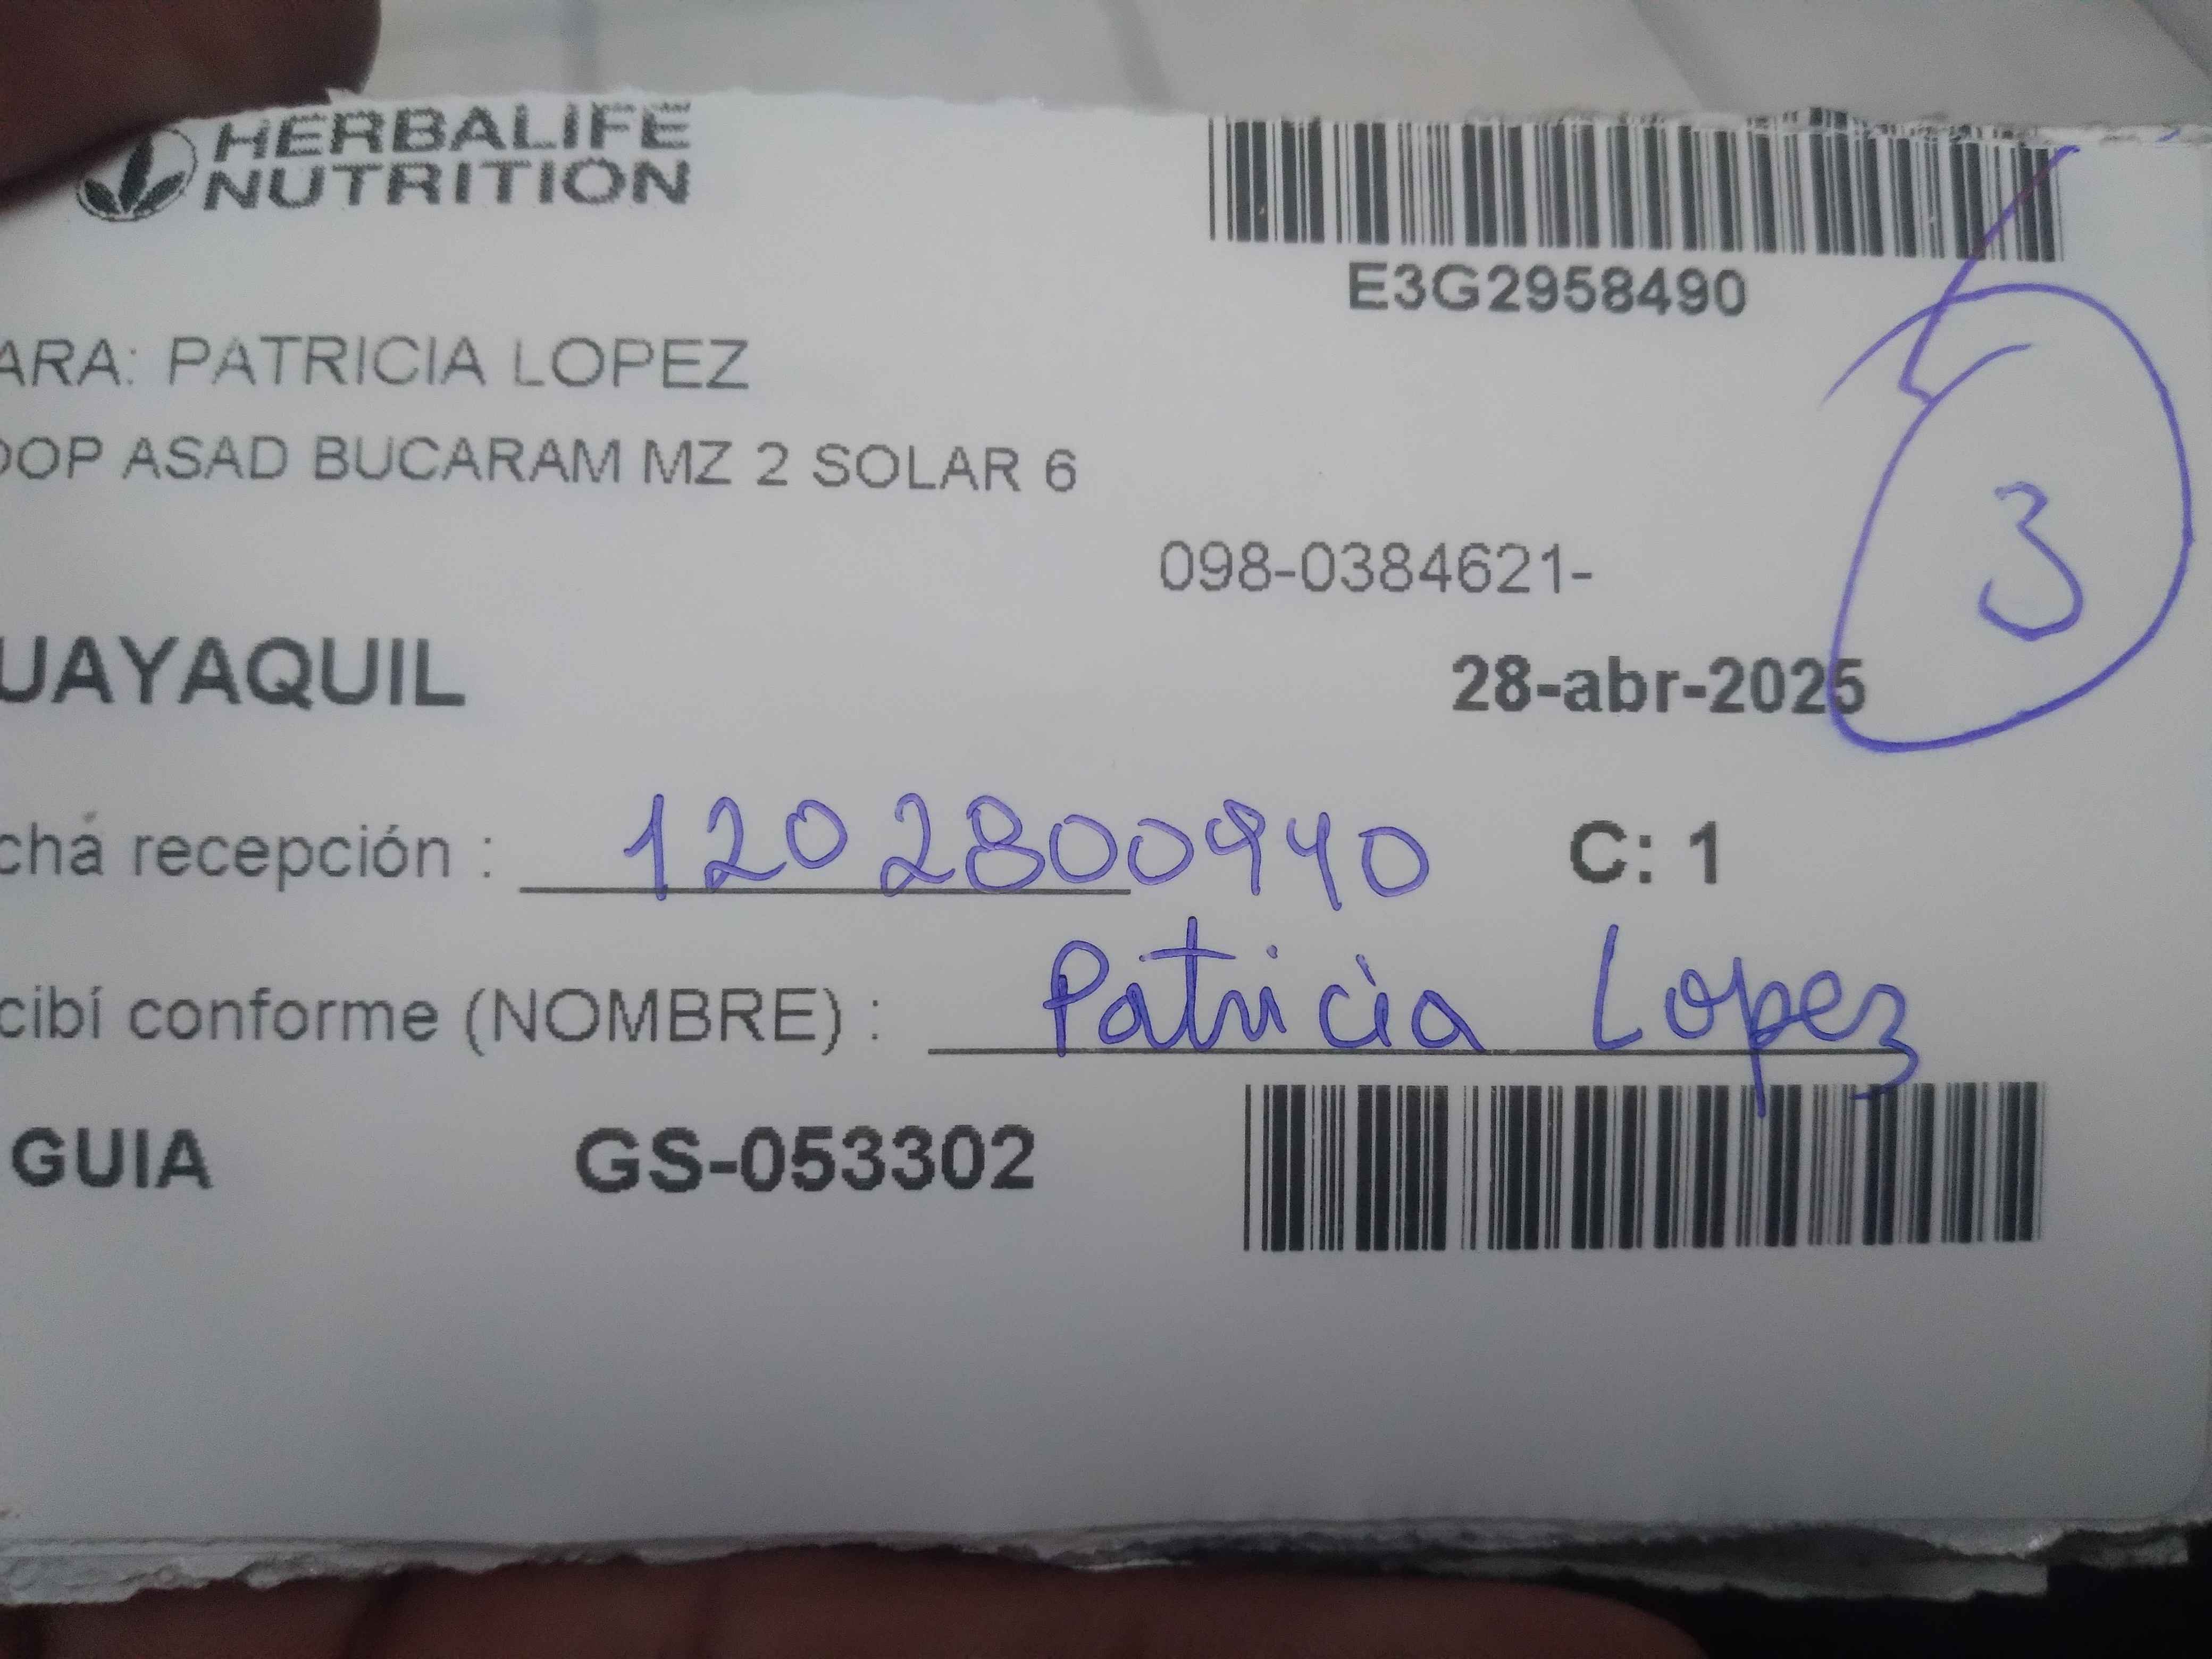 HERBALIFE
NUTRITION
E3G2958490
ARA: PATRICIA LOPEZ
OOP ASAD BUCARAM MZ 2 SOLAR 6
098-0384621-
3
UAYAQUIL
28-abr-2025
cha recepción : 1202800940 C: 1
cibí conforme (NOMBRE) : Patricia Lopez
GUIA GS-053302